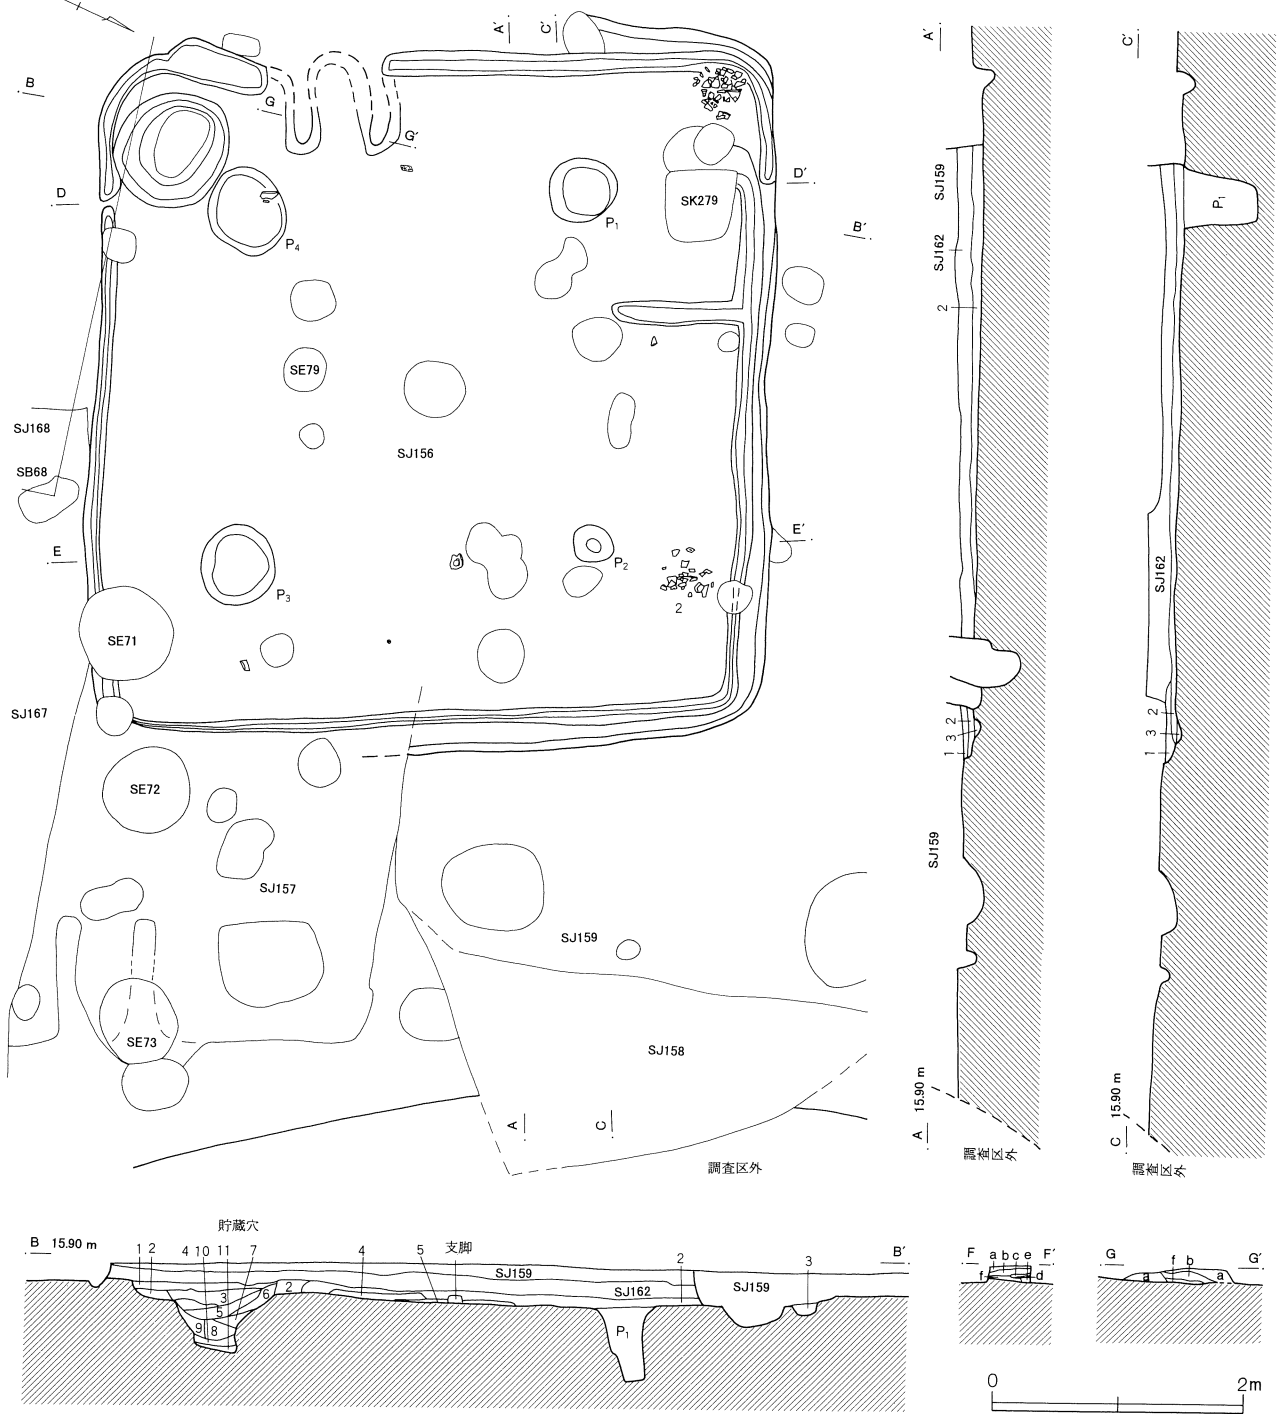 A′
C′
B
G
G′
D
D′
SK279
P₁
P₄
B′
SE79
SJ168
SJ156
SB68
E
E′
P₂
P₃
2
SE71
SJ167
SE72
SJ157
SJ159
SE73
SJ158
A
C
調査区外
A′
SJ159
SJ162
2
2
3
1
SJ159
15.90 m
A
調査区外
C′
P₁
SJ162
2
3
1
15.90 m
C
調査区外
貯蔵穴
B 15.90 m
1 2 4 10 11 7 4 5 支脚 2 B′ 3
SJ159
SJ162
SJ159
2
3
6
5
9 8
P₁
F a b c e F′
f d
G f b G′
a a
0 2m